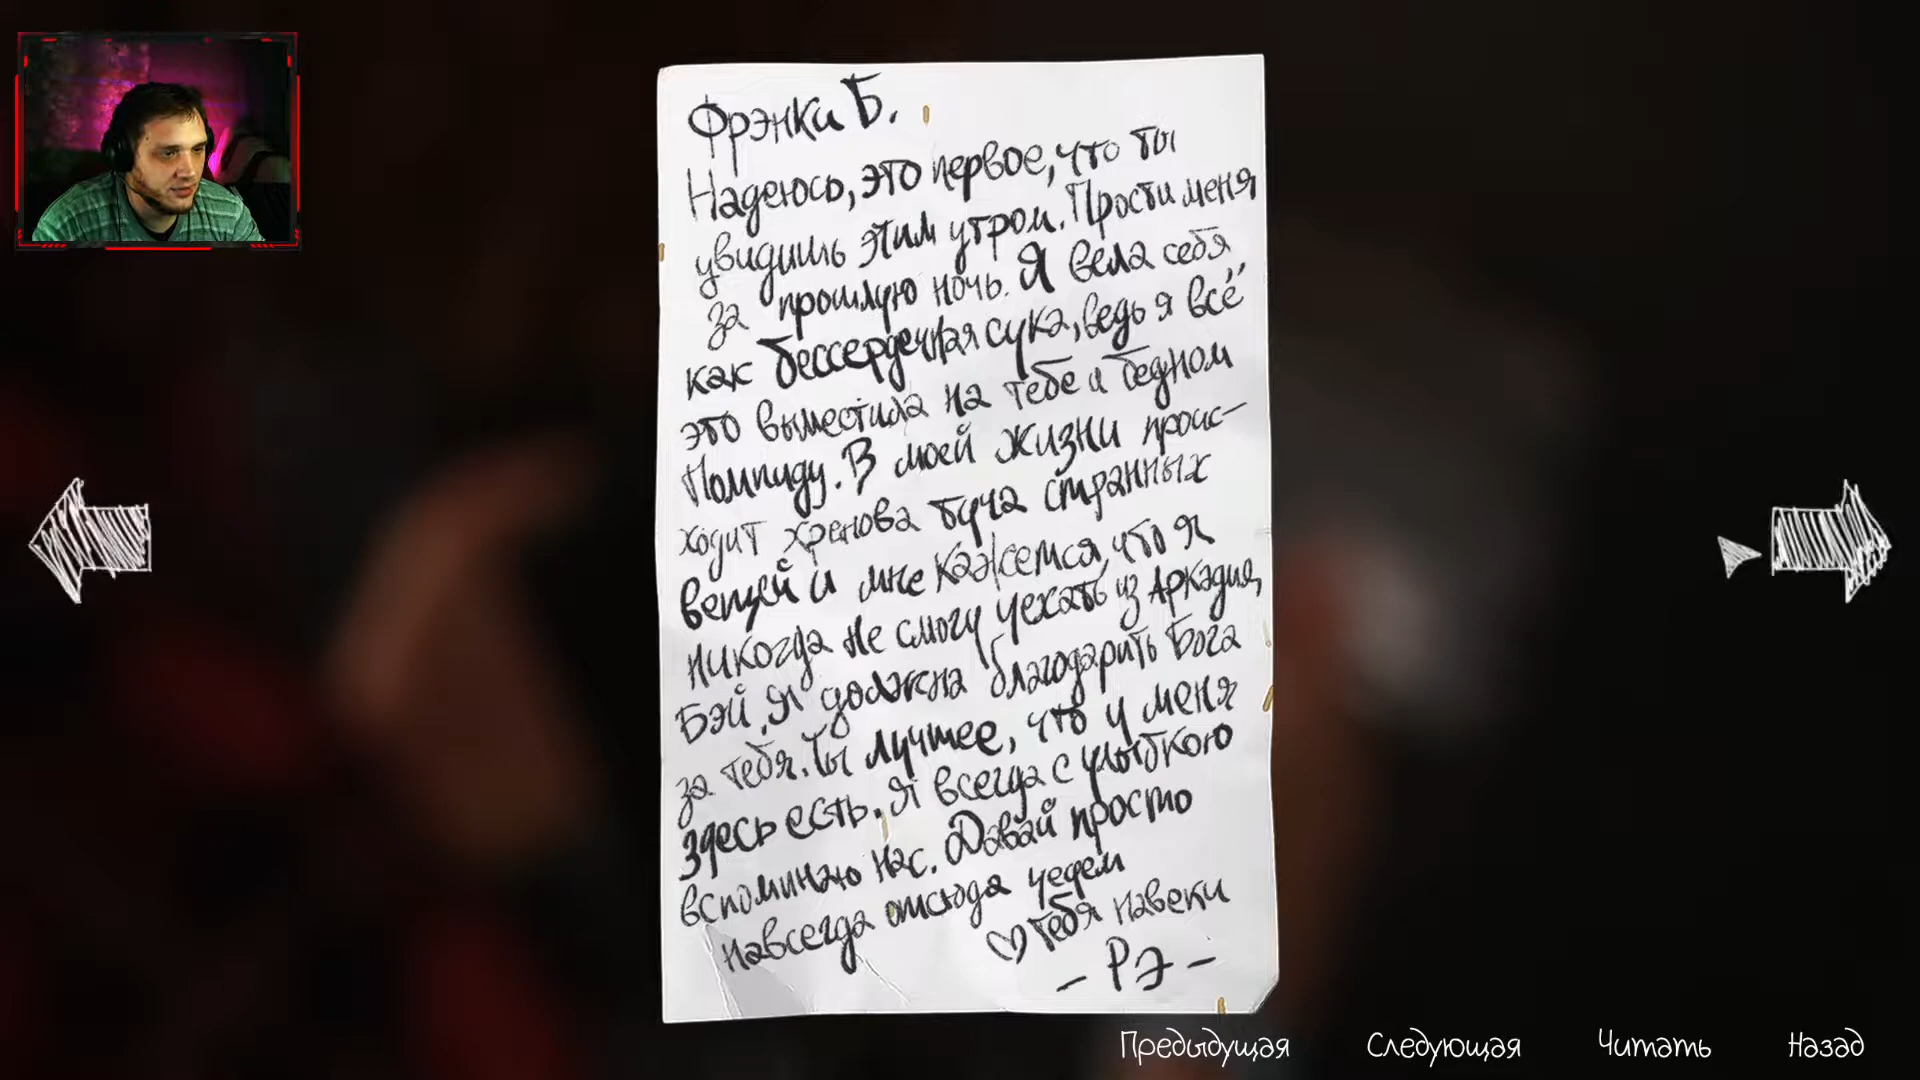 Фрэнки Б.
Надеюсь, это первое, что ты
увидишь этим утром. Прости меня
за прошлую ночь. Я вела себя
как бессердечная сука, ведь я всё
это выместила на тебе и бедном
Помпиду. В моей жизни проис-
ходит хренова туча странных
вещей и мне кажется, что я
никогда не смогу уехать из Аркадия,
Бэй. Я должна благодарить Бога
за тебя. Ты лучшее, что у меня
здесь есть. Я всегда с улыбкою
вспоминаю нас. Давай просто
навсегда отсюда уедем
♡ тебя навеки
- РЭ -
Предыдущая Следующая Читать Назад